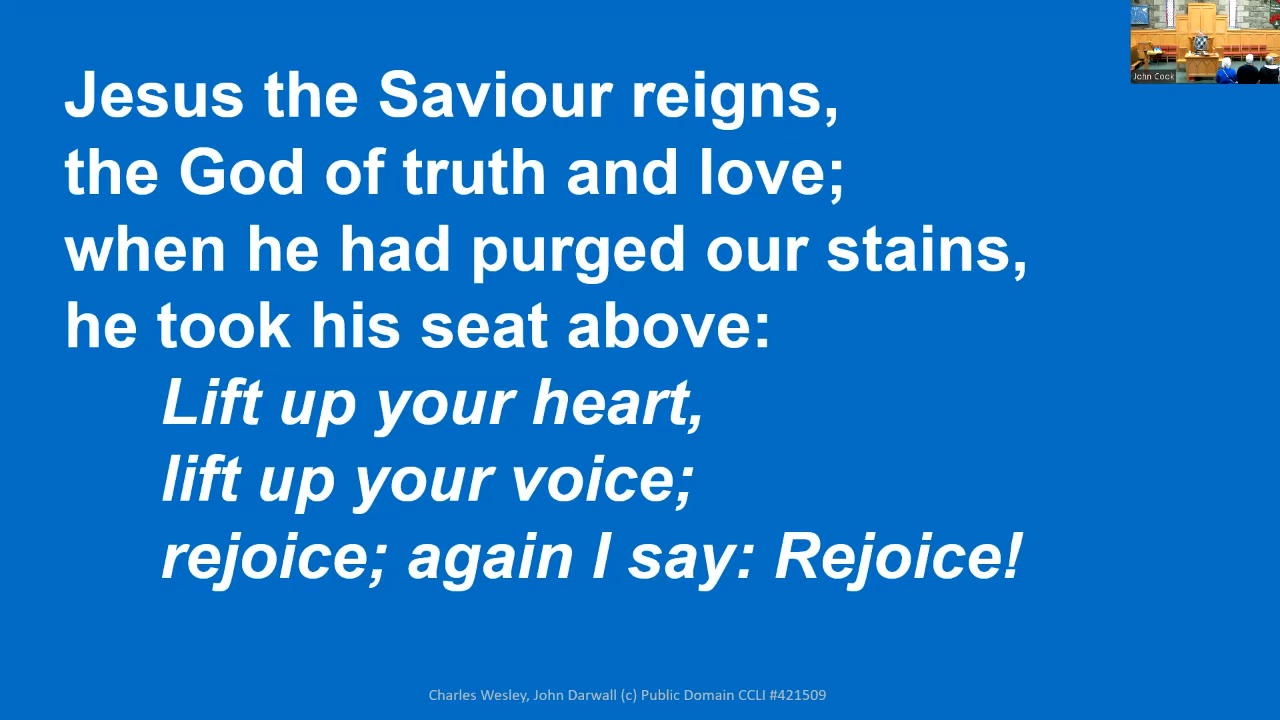 Jesus the Saviour reigns,
the God of truth and love;
when he had purged our stains,
he took his seat above:
Lift up your heart,
lift up your voice;
rejoice; again I say: Rejoice!
Charles Wesley, John Darwall (c) Public Domain CCLI #421509
John Cook